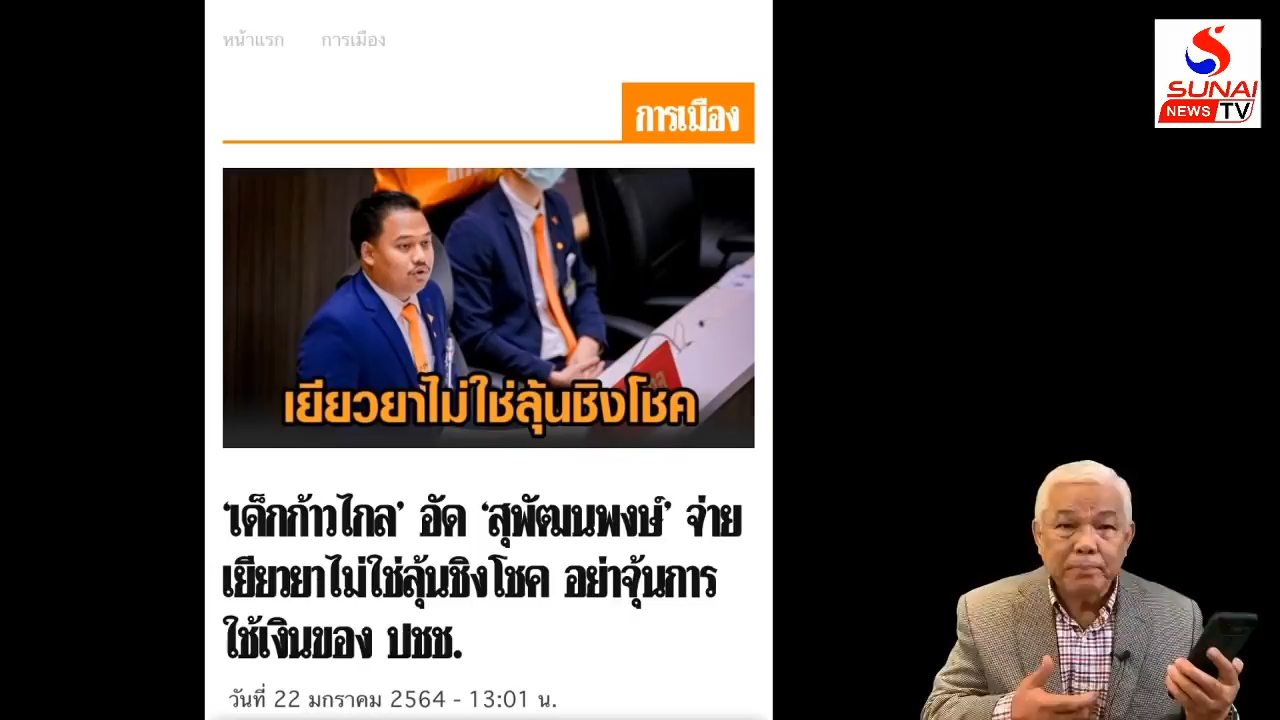 หน้าแรก การเมือง
การเมือง
เยียวยาไม่ใช่ลุ้นชิงโชค
‘เด็กก้าวไกล’ อัด ‘สุพัฒนพงษ์’ จ่าย
เยียวยาไม่ใช่ลุ้นชิงโชค อย่าจุ้นการ
ใช้เงินของ ปชช.
วันที่ 22 มกราคม 2564 - 13:01 น.
SUNAI
NEWS TV